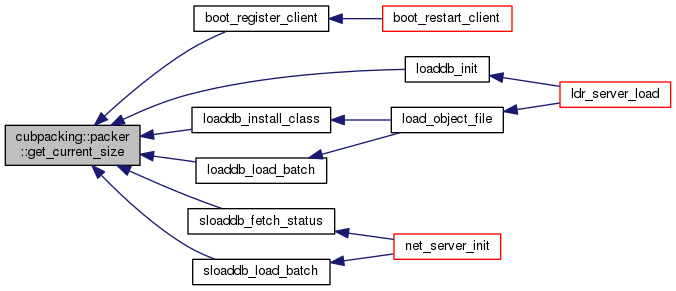 boot_register_client
boot_restart_client
loaddb_init
ldr_server_load
loaddb_install_class
load_object_file
cubpacking::packer
::get_current_size
loaddb_load_batch
sloaddb_fetch_status
net_server_init
sloaddb_load_batch